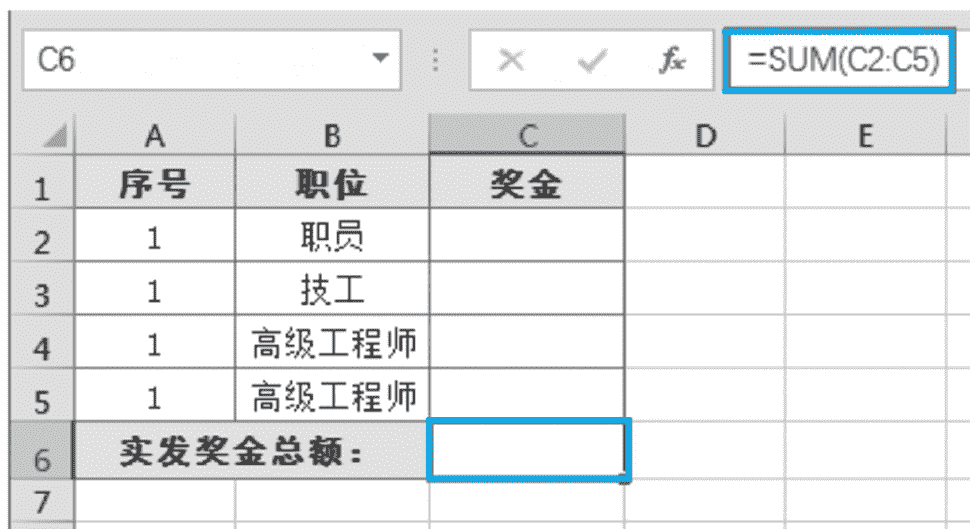 C6 fx =SUM(C2:C5)
A B C D E
1 序号 职位 奖金
2 1 职员
3 1 技工
4 1 高级工程师
5 1 高级工程师
6 实发奖金总额：
7